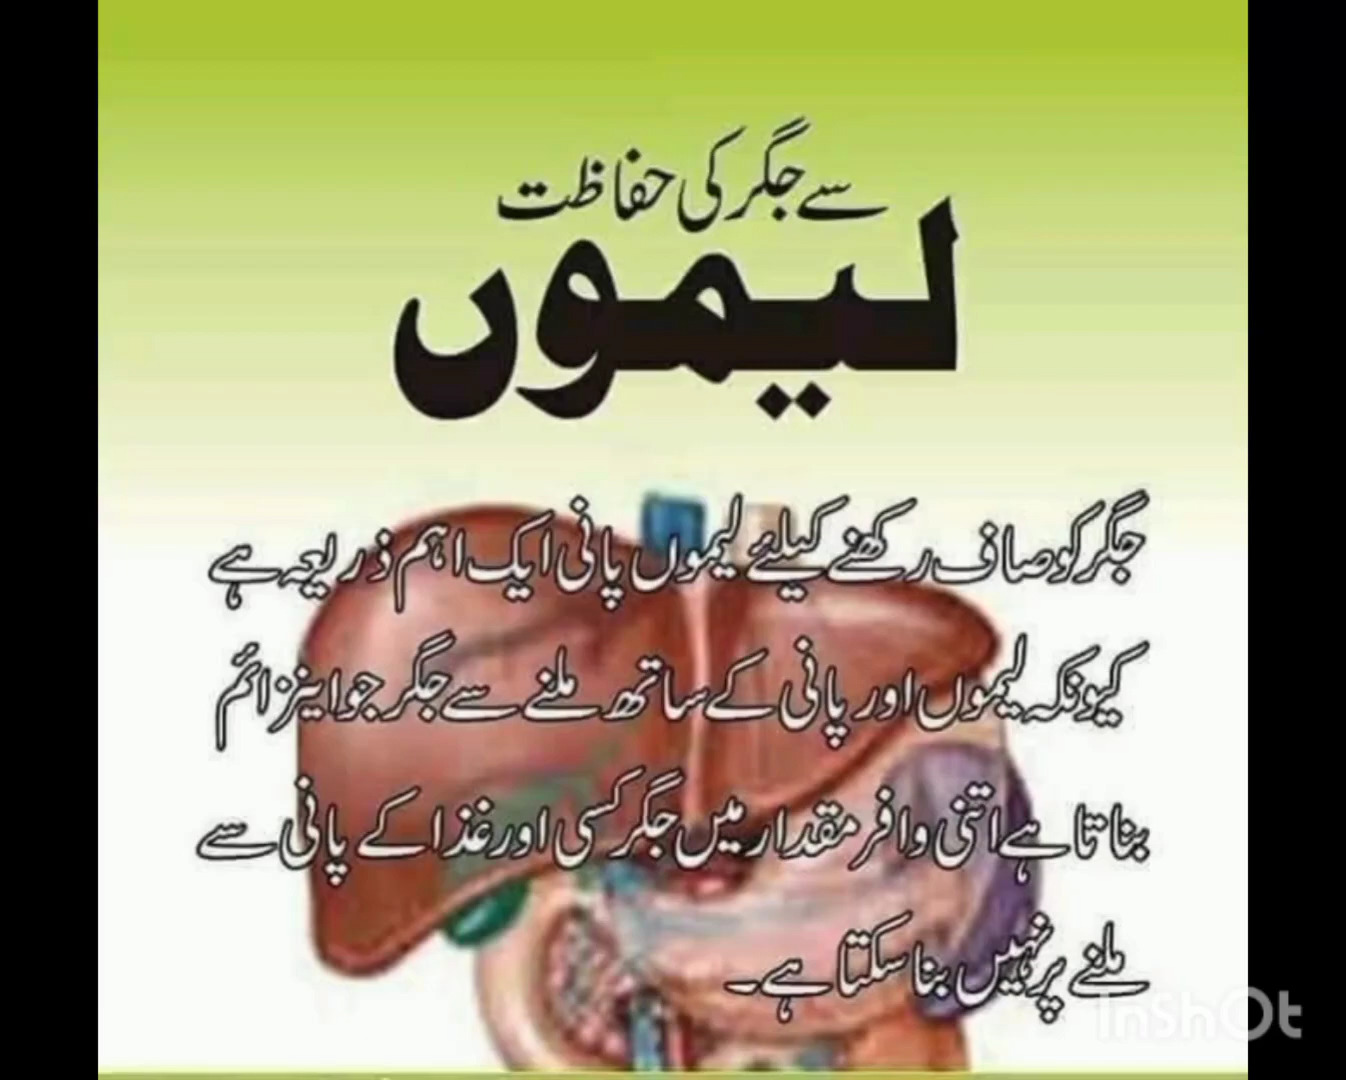 لیموں
سے جگر کی حفاظت
جگر کو صاف رکھنے کیلئے لیموں پانی ایک اہم ذریعہ ہے
کیونکہ لیموں اور پانی کے ساتھ ملنے سے جگر جو اینزائم
بناتا ہے اتنی وافر مقدار میں جگر کسی اور غذا کے پانی سے
ملنے پر نہیں بنا سکتا ہے۔
InShOt